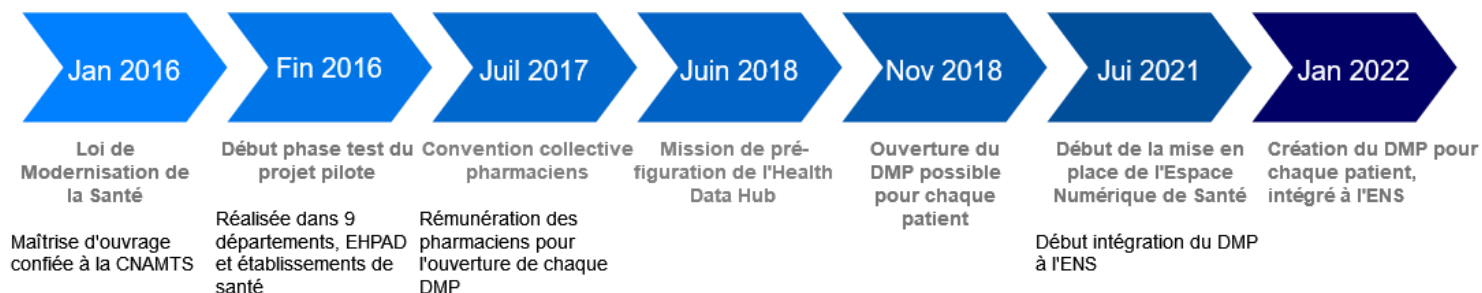 Jan 2016
Fin 2016
Juil 2017
Juin 2018
Nov 2018
Jui 2021
Jan 2022
Loi de
Modernisation de
la Santé
Maîtrise d'ouvrage
confiée à la CNAMTS
Début phase test du
projet pilote
Réalisée dans 9
départements, EHPAD
et établissements de
santé
Convention collective
pharmaciens
Rémunération des
pharmaciens pour
l'ouverture de chaque
DMP
Mission de pré-
figuration de l'Health
Data Hub
Ouverture du
DMP possible
pour chaque
patient
Début de la mise en
place de l'Espace
Numérique de Santé
Début intégration du DMP
à l'ENS
Création du DMP pour
chaque patient,
intégré à l'ENS